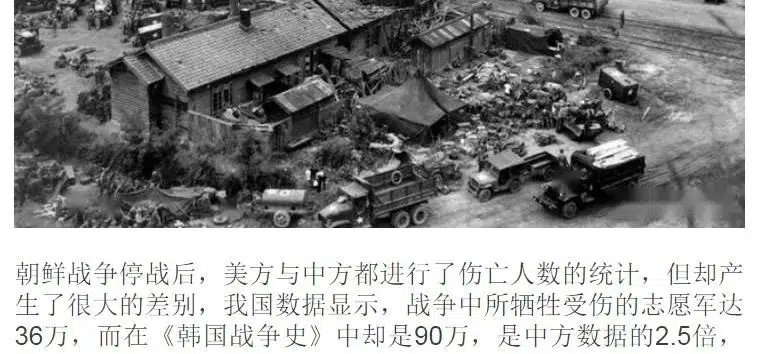 朝鲜战争停战后，美方与中方都进行了伤亡人数的统计，但却产
生了很大的差别，我国数据显示，战争中所牺牲受伤的志愿军达
36万，而在《韩国战争史》中却是90万，是中方数据的2.5倍，